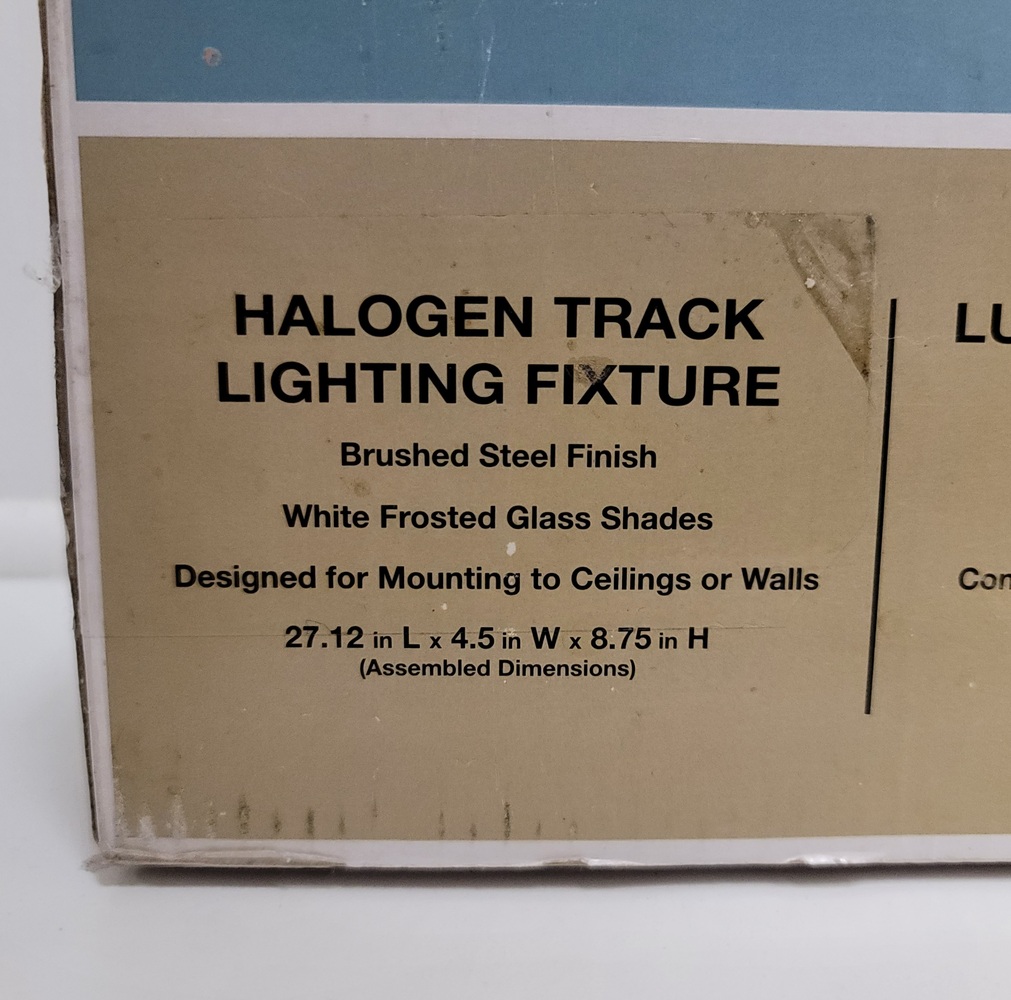 HALOGEN TRACK
LIGHTING FIXTURE
Brushed Steel Finish
White Frosted Glass Shades
Designed for Mounting to Ceilings or Walls
27.12 in L x 4.5 in W x 8.75 in H
(Assembled Dimensions)